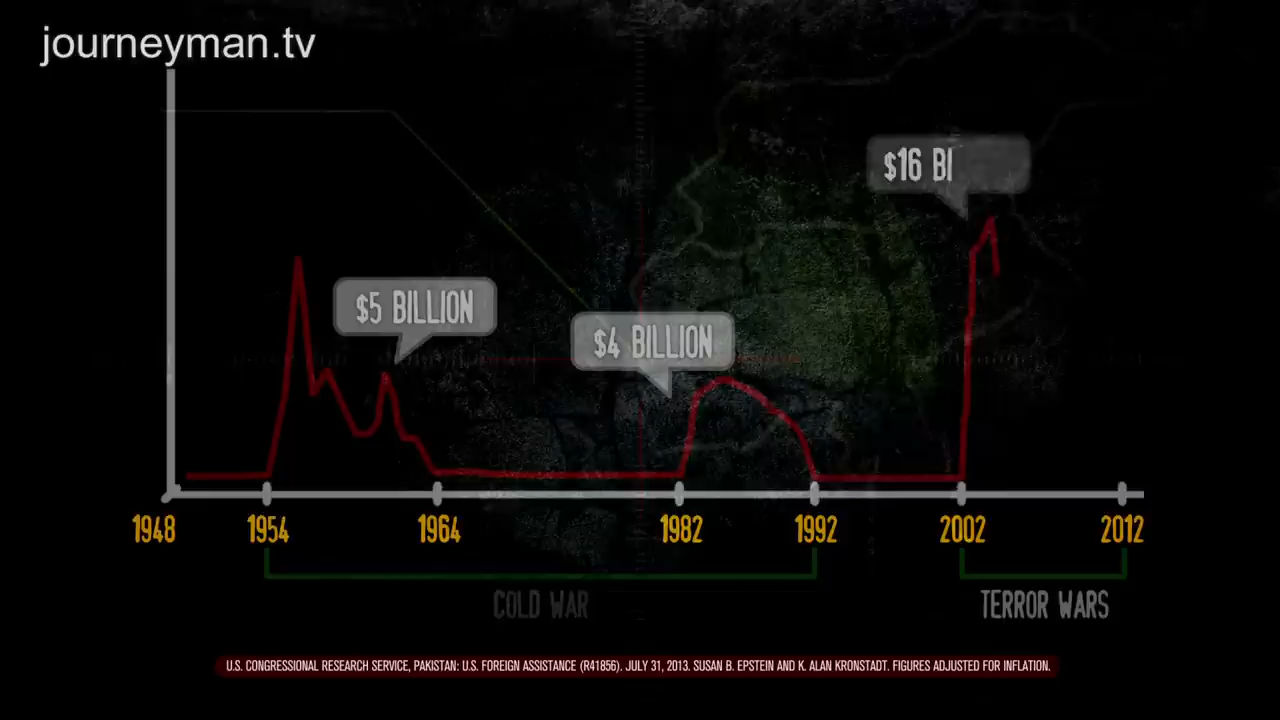 journeyman.tv
$16 BI
$5 BILLION
$4 BILLION
1948 1954 1964 1982 1992 2002 2012
COLD WAR TERROR WARS
U.S. CONGRESSIONAL RESEARCH SERVICE, PAKISTAN: U.S. FOREIGN ASSISTANCE (R41856). JULY 31, 2013. SUSAN B. EPSTEIN AND K. ALAN KRONSTADT. FIGURES ADJUSTED FOR INFLATION.